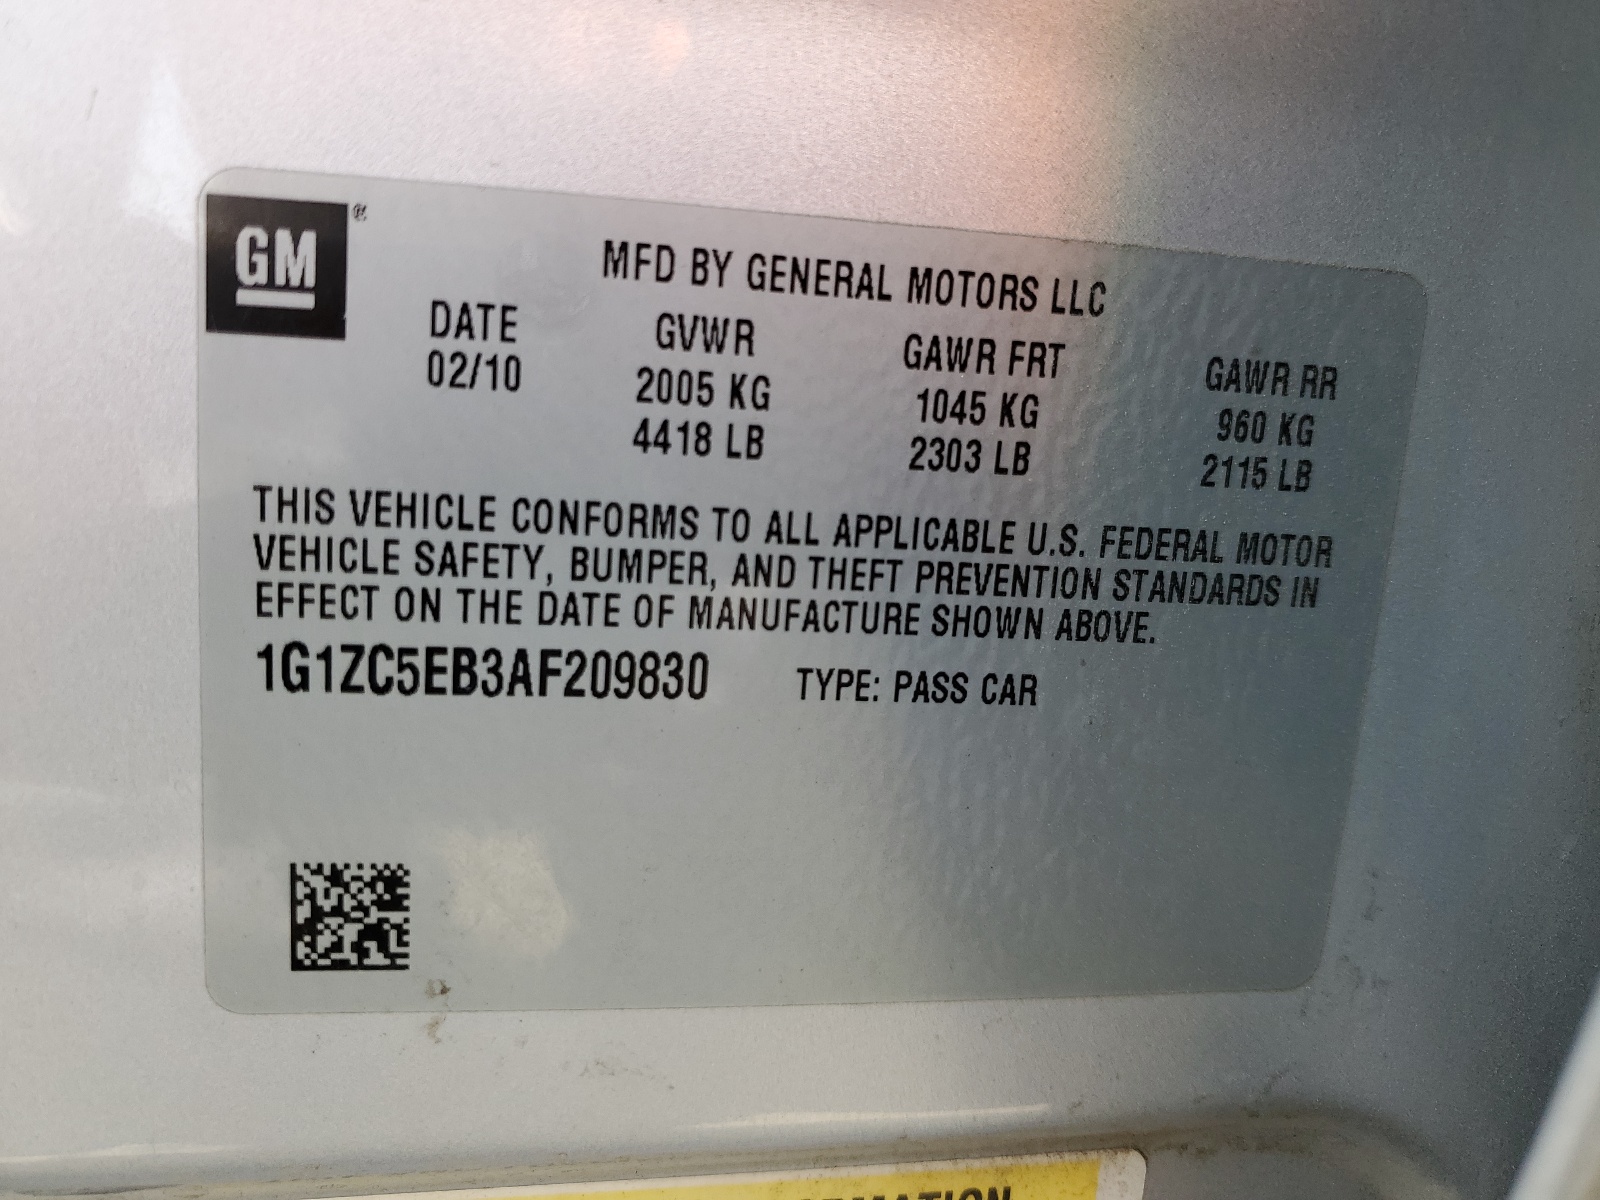 GM®
MFD BY GENERAL MOTORS LLC
DATE GVWR GAWR FRT GAWR RR
02/10 2005 KG 1045 KG 960 KG
4418 LB 2303 LB 2115 LB
THIS VEHICLE CONFORMS TO ALL APPLICABLE U.S. FEDERAL MOTOR
VEHICLE SAFETY, BUMPER, AND THEFT PREVENTION STANDARDS IN
EFFECT ON THE DATE OF MANUFACTURE SHOWN ABOVE.
1G1ZC5EB3AF209830 TYPE: PASS CAR